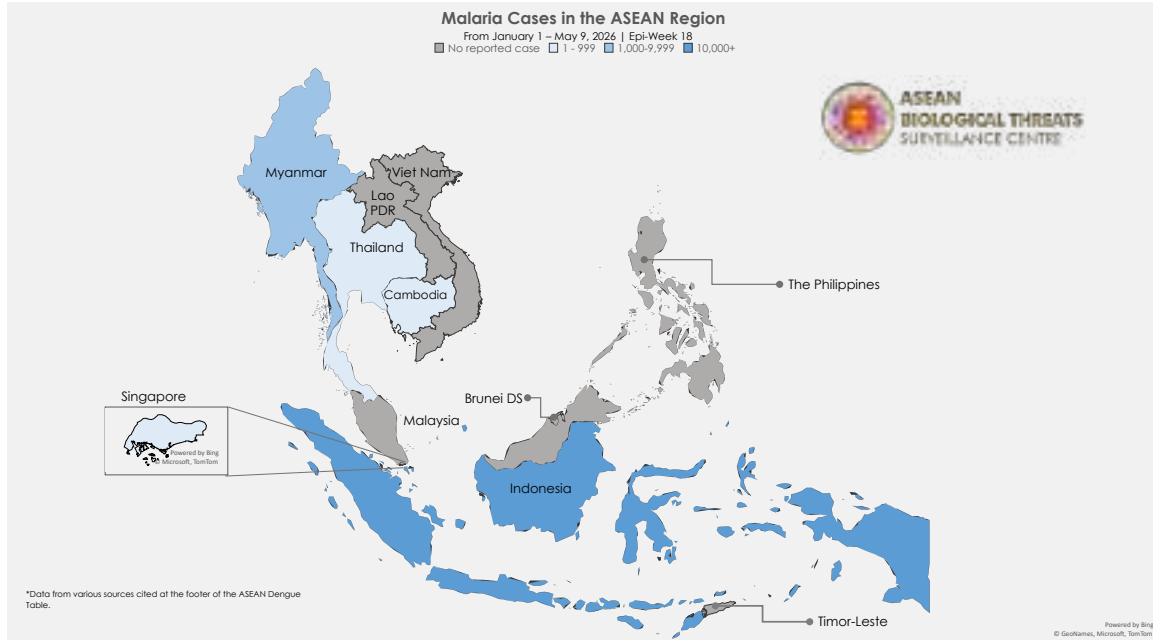 Malaria Cases in the ASEAN Region
From January 1 – May 9, 2026 | Epi-Week 18
No reported case 1 - 999 1,000-9,999 10,000+
ASEAN
BIOLOGICAL THREATS
SURVEILLANCE CENTRE
Myanmar
Viet Nam
Lao
PDR
Thailand
Cambodia
The Philippines
Singapore
Powered by Bing
© Microsoft, TomTom
Brunei DS
Malaysia
Indonesia
*Data from various sources cited at the footer of the ASEAN Dengue
Table.
Timor-Leste
Powered by Bing
© GeoNames, Microsoft, TomTom